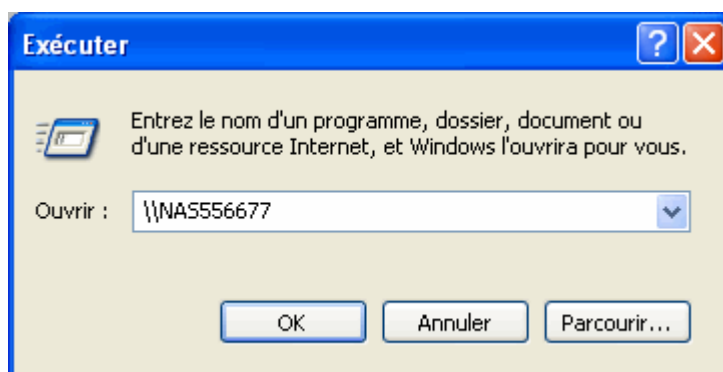 Exécuter
Entrez le nom d'un programme, dossier, document ou
d'une ressource Internet, et Windows l'ouvrira pour vous.
Ouvrir : \\NAS556677
OK Annuler Parcourir...